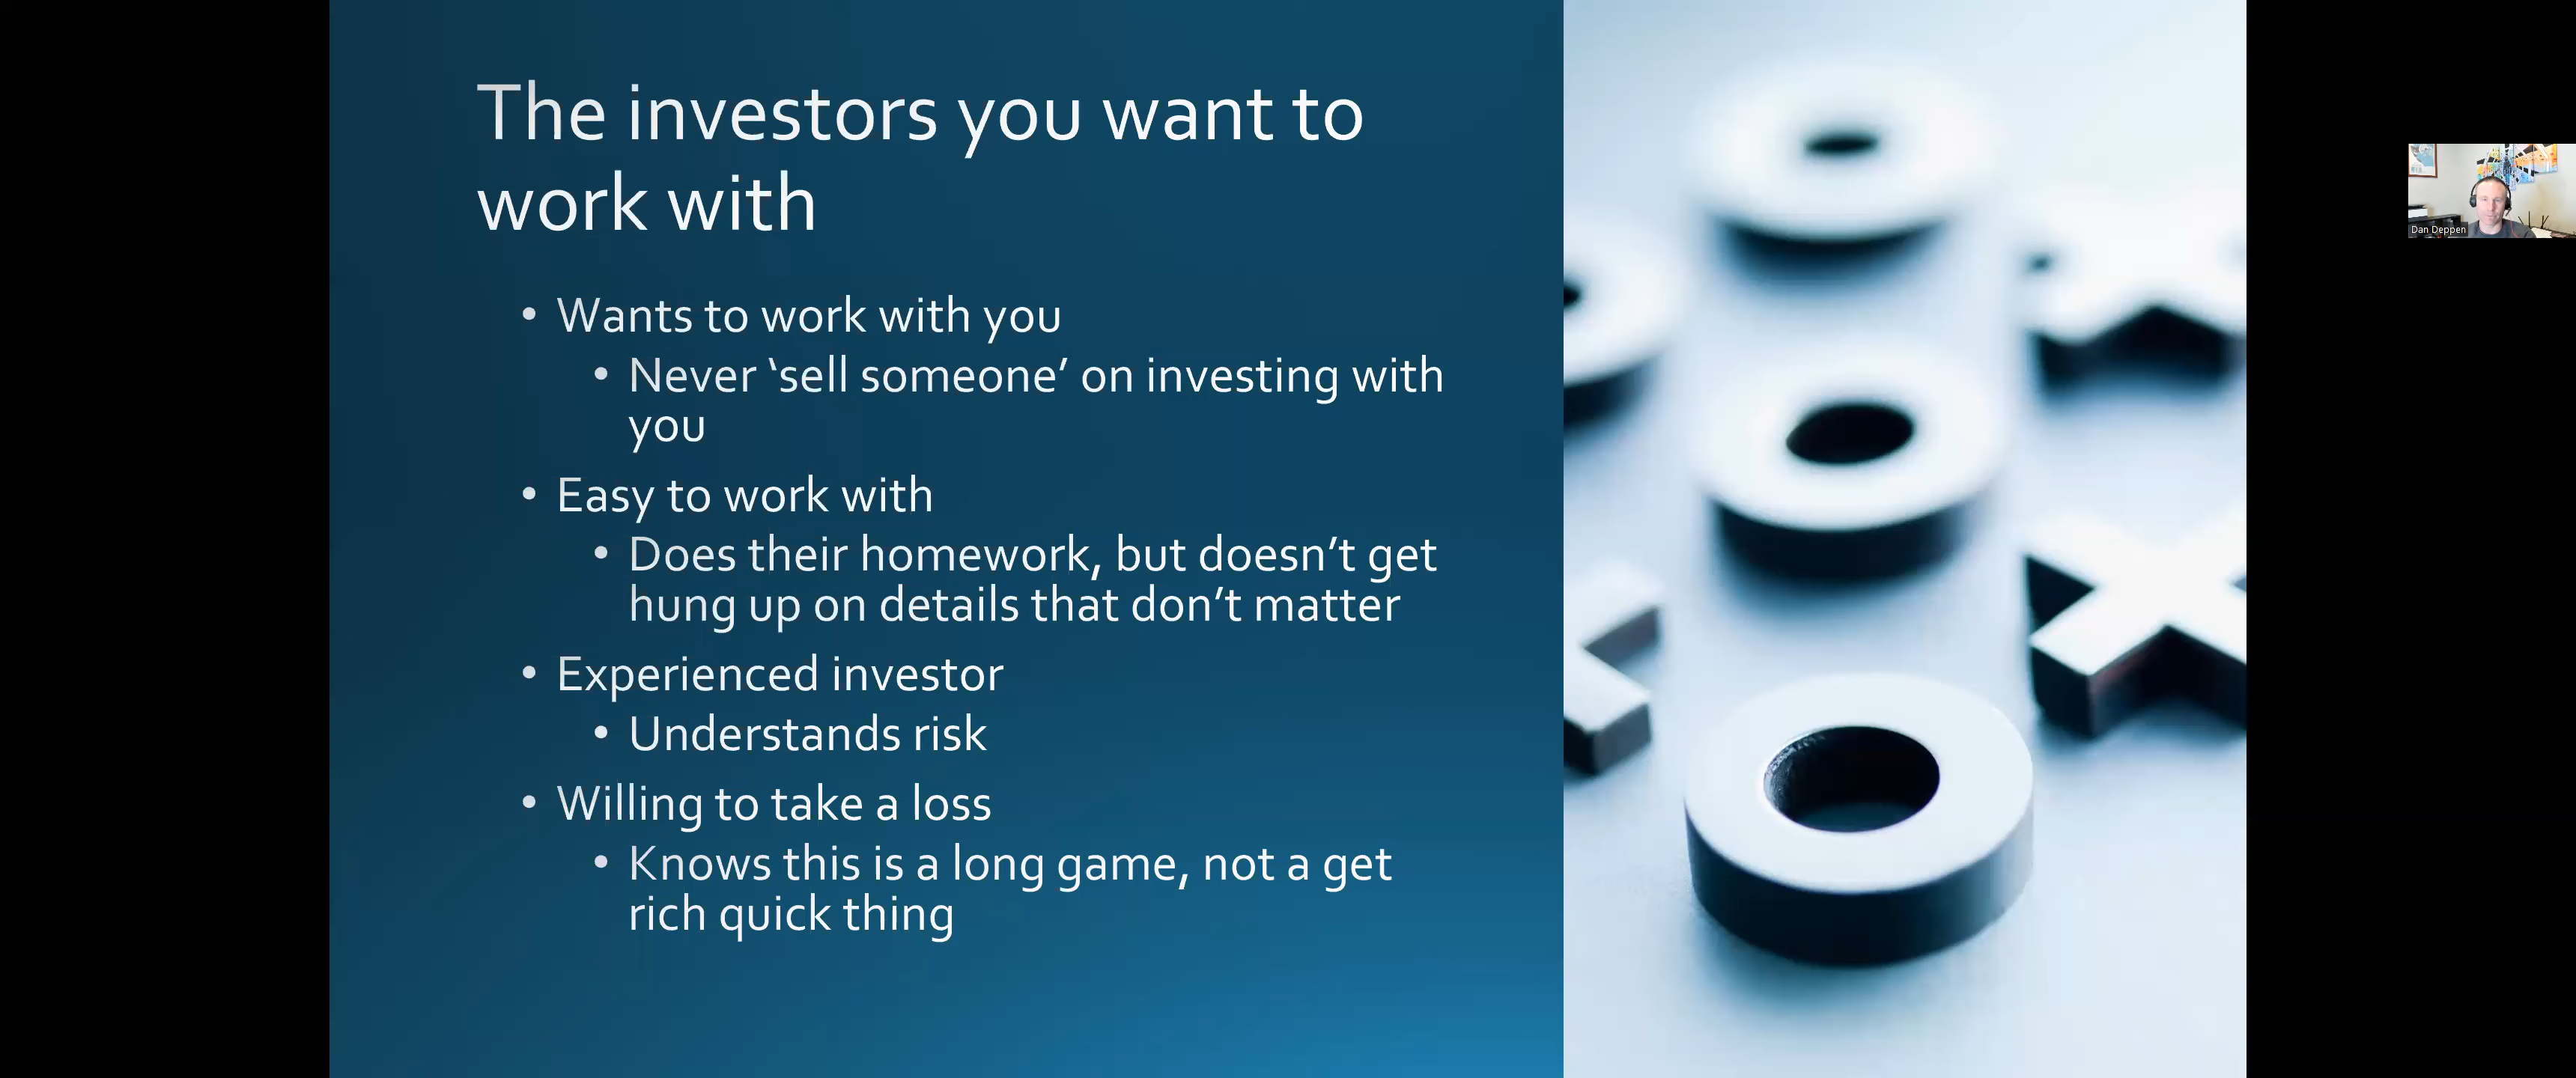 The investors you want to
work with
• Wants to work with you
• Never ‘sell someone’ on investing with
you
• Easy to work with
• Does their homework, but doesn’t get
hung up on details that don’t matter
• Experienced investor
• Understands risk
• Willing to take a loss
• Knows this is a long game, not a get
rich quick thing
Dan Deppen